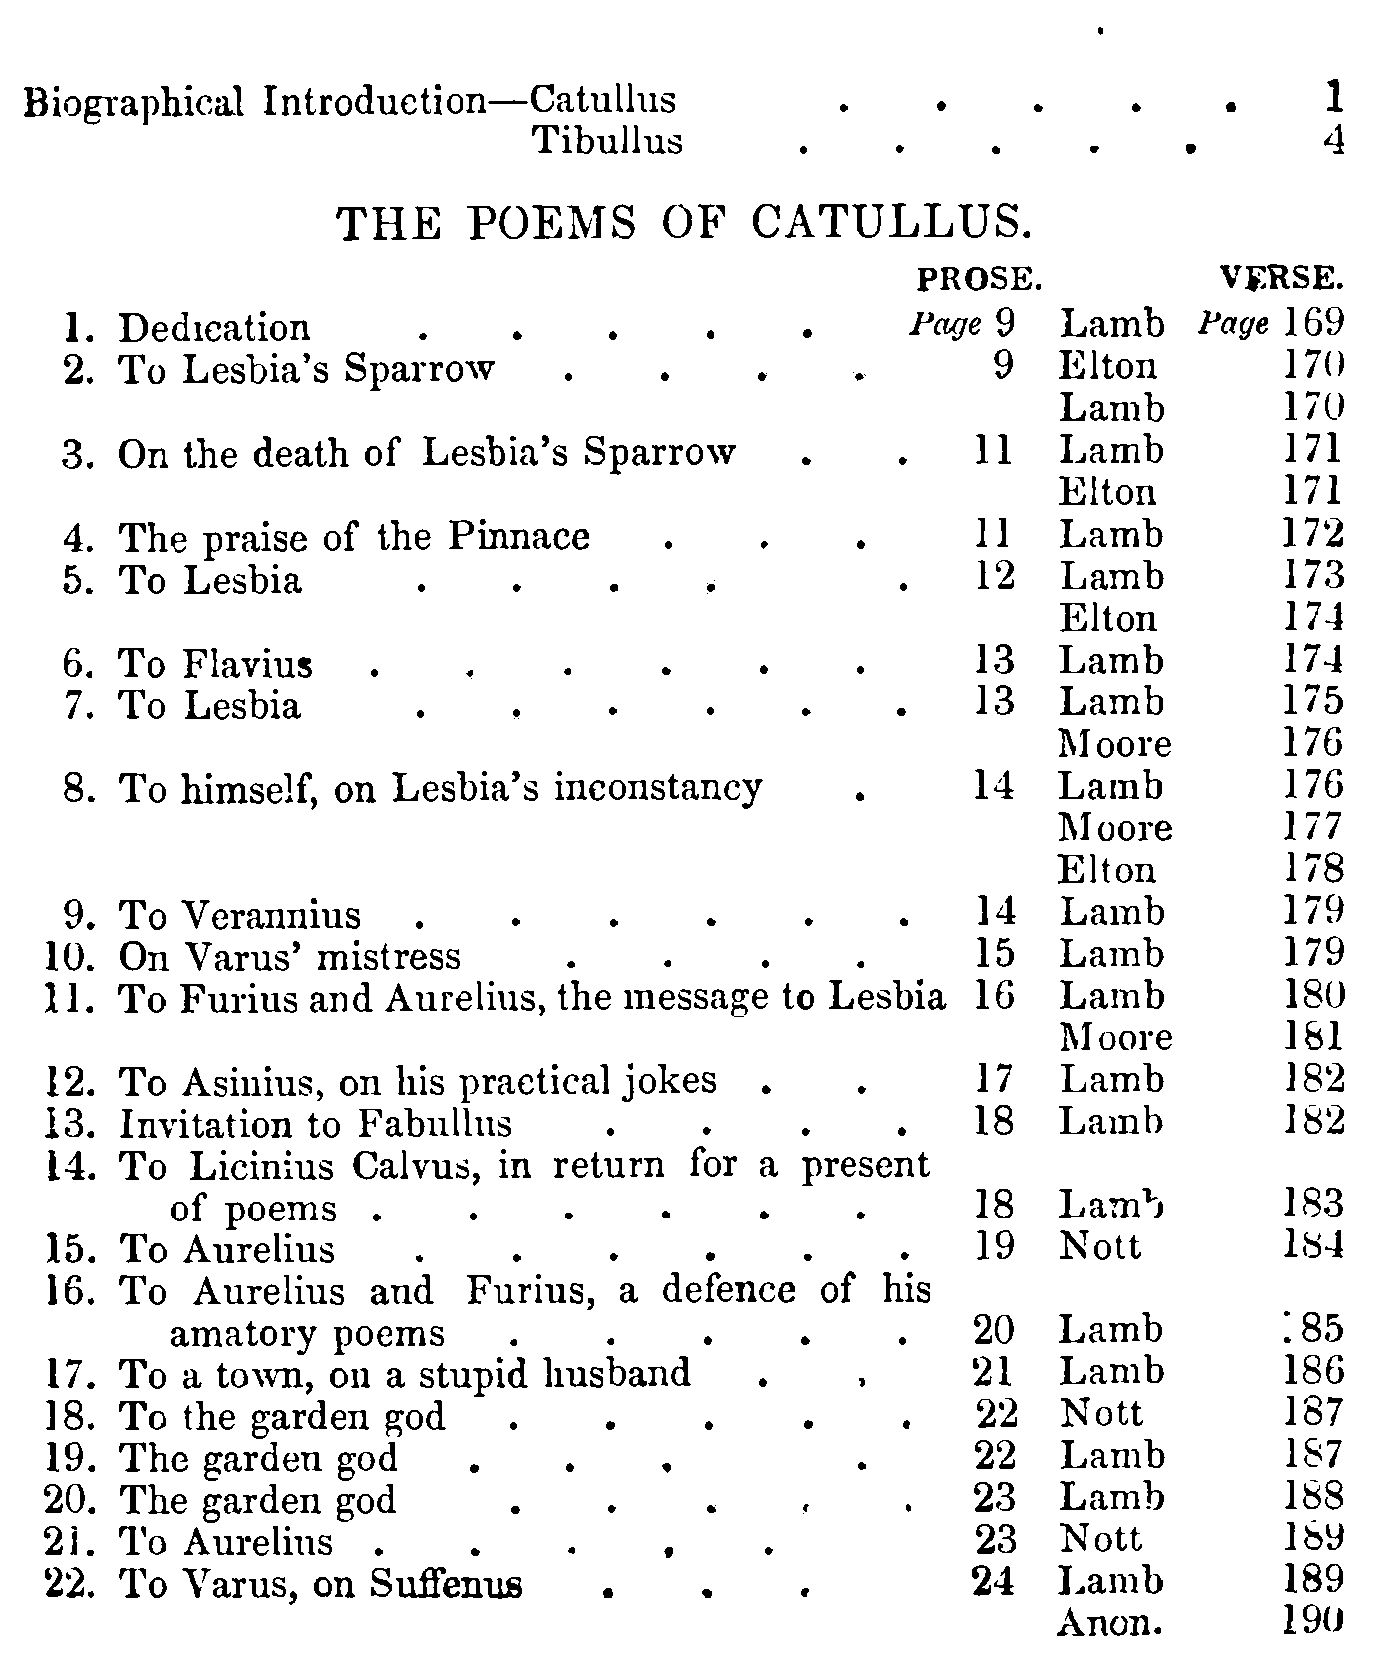 Biographical Introduction—Catullus . . . . . 1
Tibullus . . . . . 4
THE POEMS OF CATULLUS.
PROSE. VERSE.
1. Dedication . . . . . Page 9 Lamb Page 169
2. To Lesbia's Sparrow . . . . 9 Elton 170
Lamb 170
3. On the death of Lesbia's Sparrow . . 11 Lamb 171
Elton 171
4. The praise of the Pinnace . . . 11 Lamb 172
5. To Lesbia . . . . . 12 Lamb 173
Elton 174
6. To Flavius . . . . . . 13 Lamb 174
7. To Lesbia . . . . . . 13 Lamb 175
Moore 176
8. To himself, on Lesbia's inconstancy . 14 Lamb 176
Moore 177
Elton 178
9. To Verannius . . . . . . 14 Lamb 179
10. On Varus' mistress . . . . 15 Lamb 179
11. To Furius and Aurelius, the message to Lesbia 16 Lamb 180
Moore 181
12. To Asinius, on his practical jokes . . 17 Lamb 182
13. Invitation to Fabullus . . . . 18 Lamb 182
14. To Licinius Calvus, in return for a present
of poems . . . . . . 18 Lamb 183
15. To Aurelius . . . . . . 19 Nott 184
16. To Aurelius and Furius, a defence of his
amatory poems . . . . . 20 Lamb 185
17. To a town, on a stupid husband . . 21 Lamb 186
18. To the garden god . . . . . 22 Nott 187
19. The garden god . . . . 22 Lamb 187
20. The garden god . . . . . 23 Lamb 188
21. To Aurelius . . . . . 23 Nott 189
22. To Varus, on Suffenus . . . 24 Lamb 189
Anon. 190